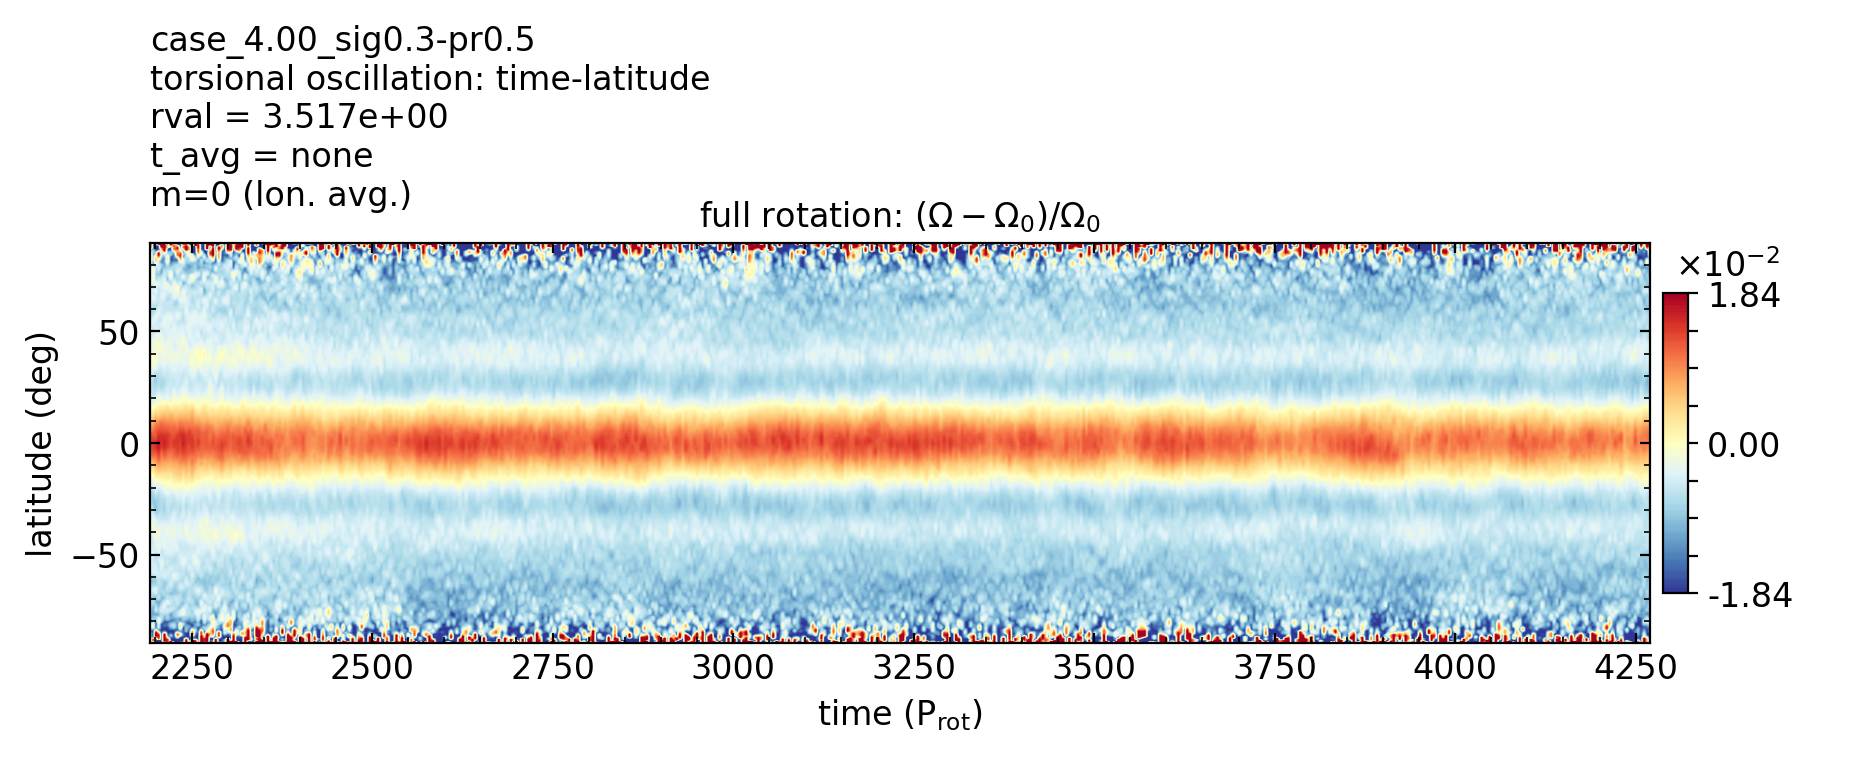 case_4.00_sig0.3-pr0.5
torsional oscillation: time-latitude
rval = 3.517e+00
t_avg = none
m=0 (lon. avg.)
full rotation: (Ω − Ω₀)/Ω₀
×10⁻²
1.84
0.00
-1.84
latitude (deg)
50
0
−50
2250 2500 2750 3000 3250 3500 3750 4000 4250
time (P_rot)